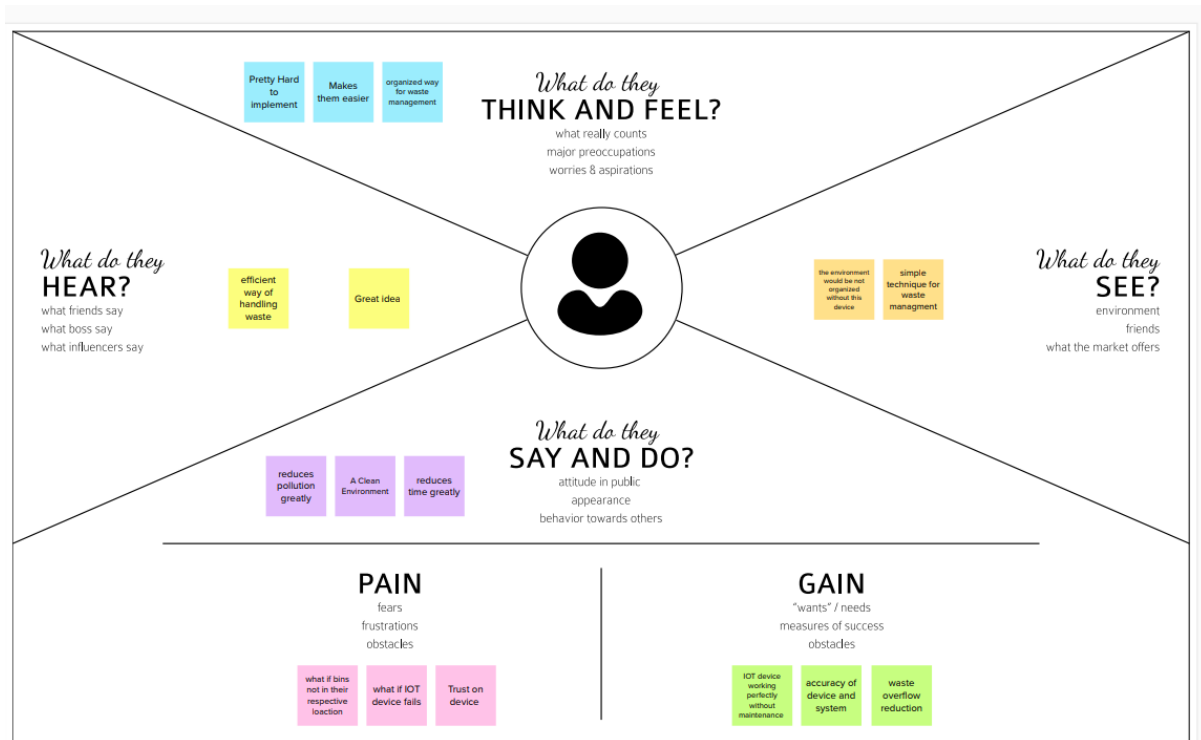 Pretty Hard
to
implement
Makes
them easier
organized way
for waste
management
What do they
THINK AND FEEL?
what really counts
major preoccupations
worries & aspirations
What do they
HEAR?
what friends say
what boss say
what influencers say
efficient
way of
handling
waste
Great idea
the environment
would be not
organized
without this
device
simple
technique for
waste
managment
What do they
SEE?
environment
friends
what the market offers
What do they
SAY AND DO?
attitude in public
appearance
behavior towards others
reduces
pollution
greatly
A Clean
Environment
reduces
time greatly
PAIN
fears
frustrations
obstacles
what if bins
not in their
respective
loaction
what if IOT
device fails
Trust on
device
GAIN
"wants" / needs
measures of success
obstacles
IOT device
working
perfectly
without
maintenance
accuracy of
device and
system
waste
overflow
reduction